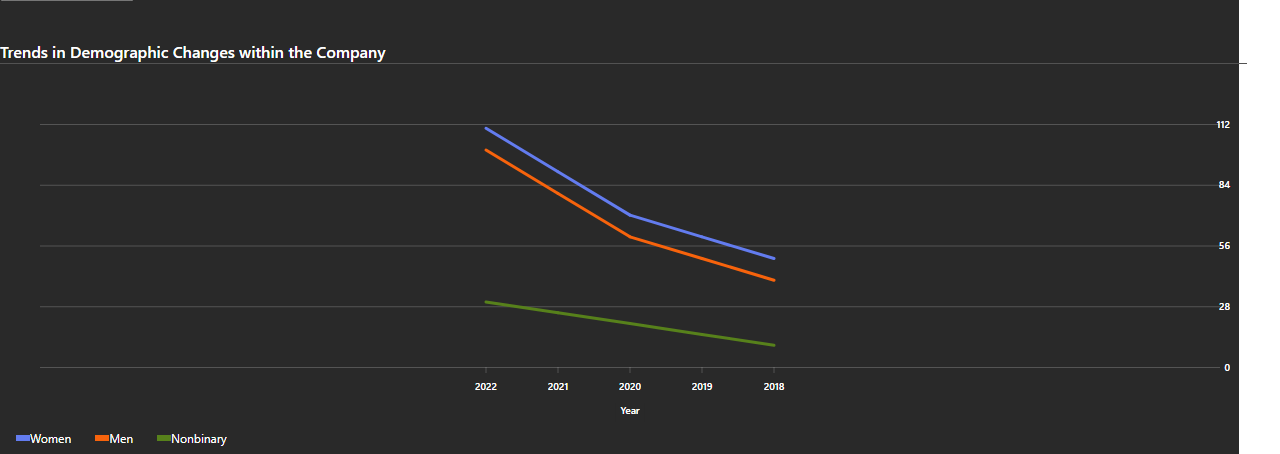 Trends in Demographic Changes within the Company
112
84
56
28
0
2022 2021 2020 2019 2018
Year
Women Men Nonbinary